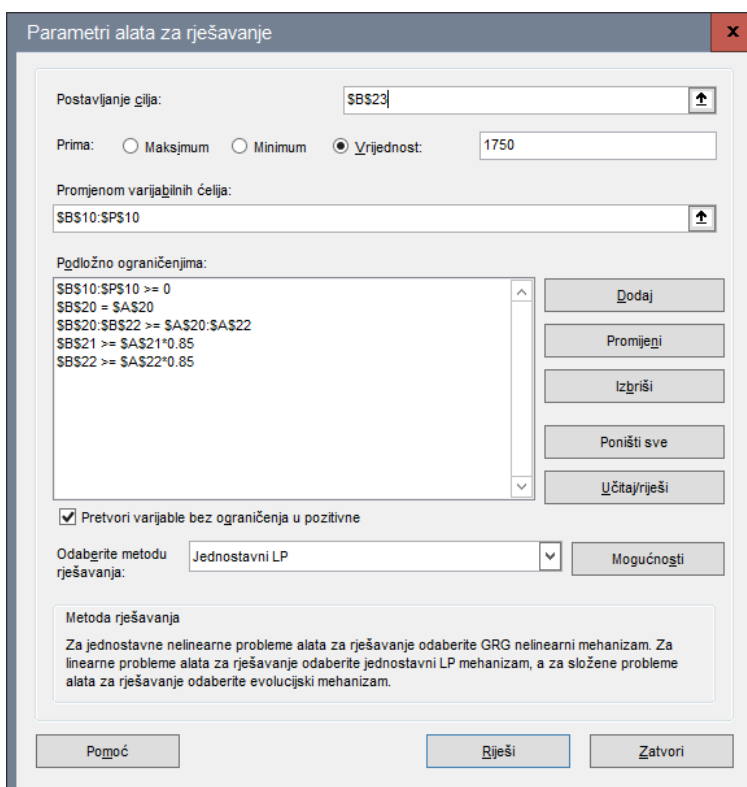 Parametri alata za rješavanje
x
Postavljanje cilja:
$B$23
Prima:
Maksimum
Minimum
Vrijednost:
1750
Promjenom varijabilnih ćelija:
$B$10:$P$10
Podložno ograničenjima:
$B$10:$P$10 >= 0
$B$20 = $A$20
$B$20:$B$22 >= $A$20:$A$22
$B$21 >= $A$21*0.85
$B$22 >= $A$22*0.85
Dodaj
Promijeni
Izbriši
Poništi sve
Učitaj/riješi
Pretvori varijable bez ograničenja u pozitivne
Odaberite metodu
rješavanja:
Jednostavni LP
Mogućnosti
Metoda rješavanja
Za jednostavne nelinearne probleme alata za rješavanje odaberite GRG nelinearni mehanizam. Za
linearne probleme alata za rješavanje odaberite jednostavni LP mehanizam, a za složene probleme
alata za rješavanje odaberite evolucijski mehanizam.
Pomoć
Riješi
Zatvori